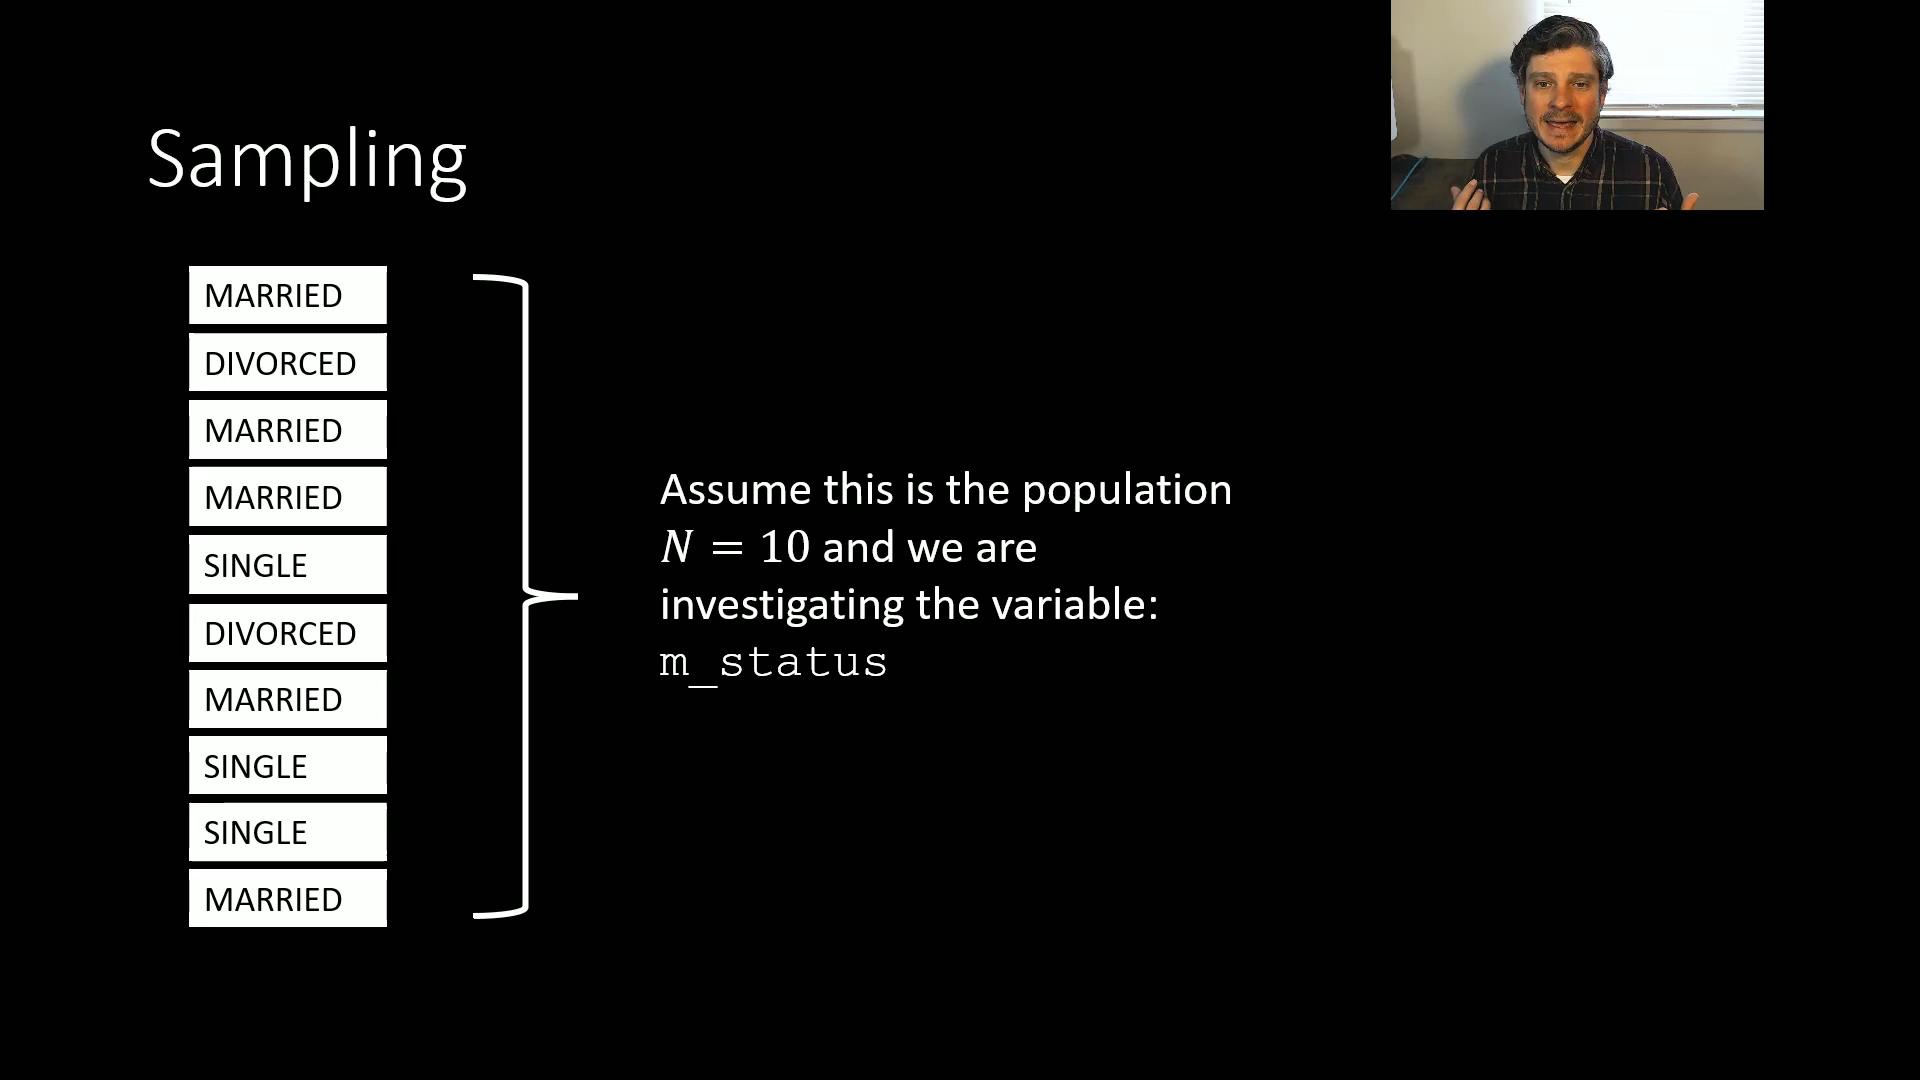 Sampling
MARRIED
DIVORCED
MARRIED
MARRIED
SINGLE
DIVORCED
MARRIED
SINGLE
SINGLE
MARRIED
Assume this is the population
N = 10 and we are
investigating the variable:
m_status